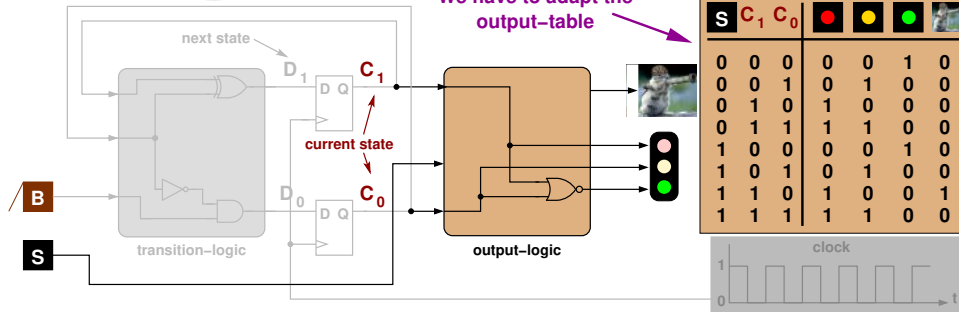 we have to adapt the
output-table
next state
D1
C1
D Q
current state
D0
C0
D Q
B
S
transition-logic
output-logic
S C1 C0
0 0 0 0 0 1 0
0 0 1 0 1 0 0
0 1 0 1 0 0 0
0 1 1 1 1 0 0
1 0 0 0 0 1 0
1 0 1 0 1 0 0
1 1 0 1 0 0 1
1 1 1 1 1 0 0
clock
1
0
t